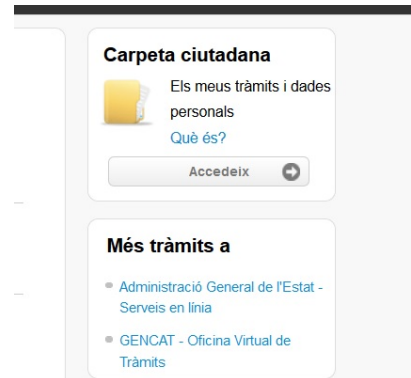 Carpeta ciutadana
Els meus tràmits i dades
personals
Què és?
Accedeix
Més tràmits a
Administració General de l'Estat -
Serveis en línia
GENCAT - Oficina Virtual de
Tràmits